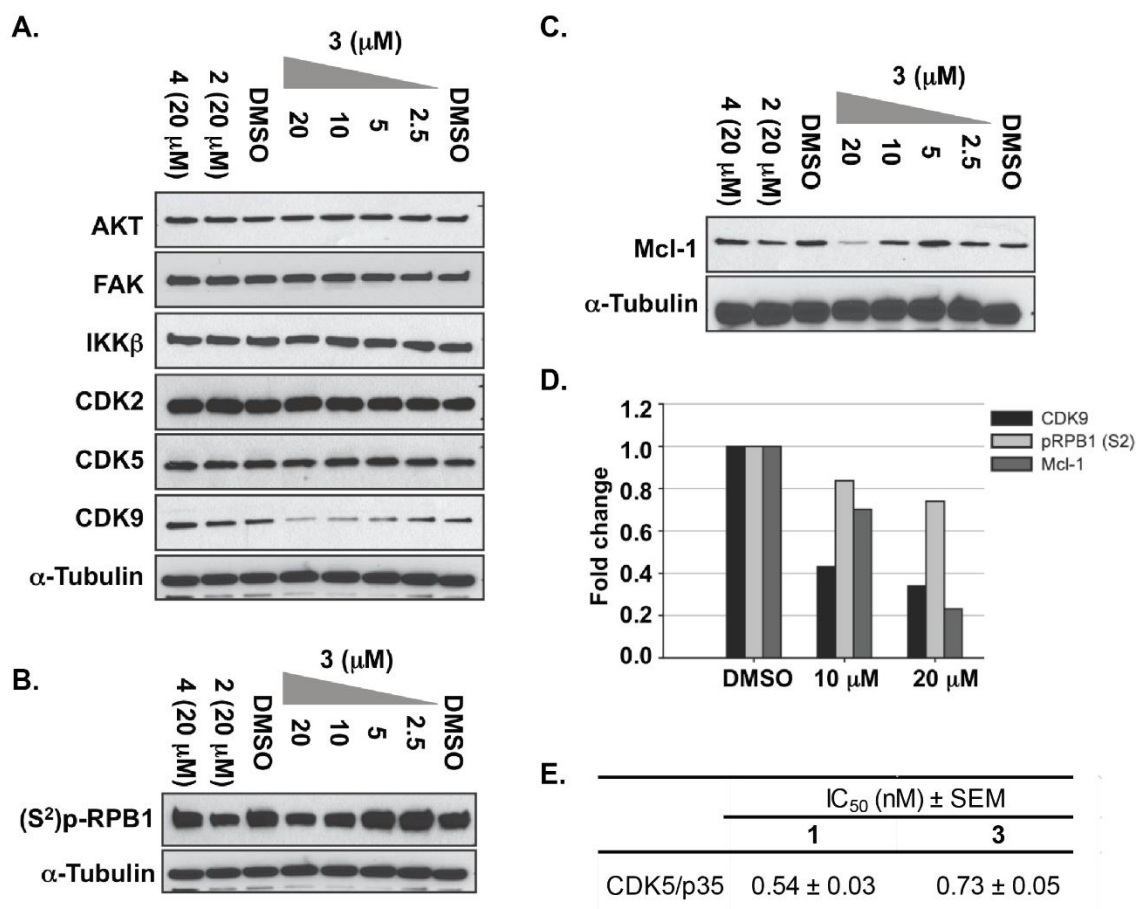 A.
3 (μM)
4 (20 μM)
2 (20 μM)
DMSO
20
10
5
2.5
DMSO
AKT
FAK
IKKβ
CDK2
CDK5
CDK9
α-Tubulin
B.
3 (μM)
4 (20 μM)
2 (20 μM)
DMSO
20
10
5
2.5
DMSO
(S²)p-RPB1
α-Tubulin
C.
3 (μM)
4 (20 μM)
2 (20 μM)
DMSO
20
10
5
2.5
DMSO
Mcl-1
α-Tubulin
D.
Fold change
1.2
1.0
0.8
0.6
0.4
0.2
0.0
DMSO 10 μM 20 μM
CDK9
pRPB1 (S2)
Mcl-1
E.
IC₅₀ (nM) ± SEM
1 3
CDK5/p35 0.54 ± 0.03 0.73 ± 0.05